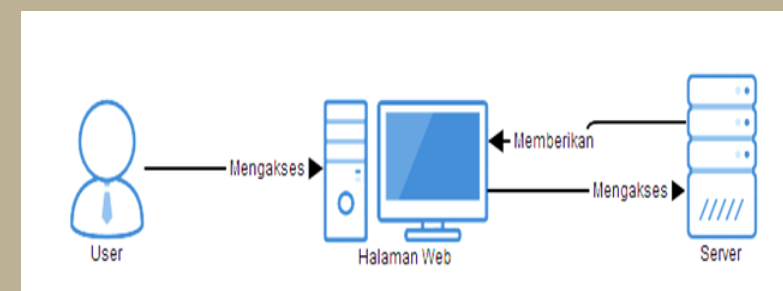 Memberikan
Mengakses
Mengakses
User
Halaman Web
Server